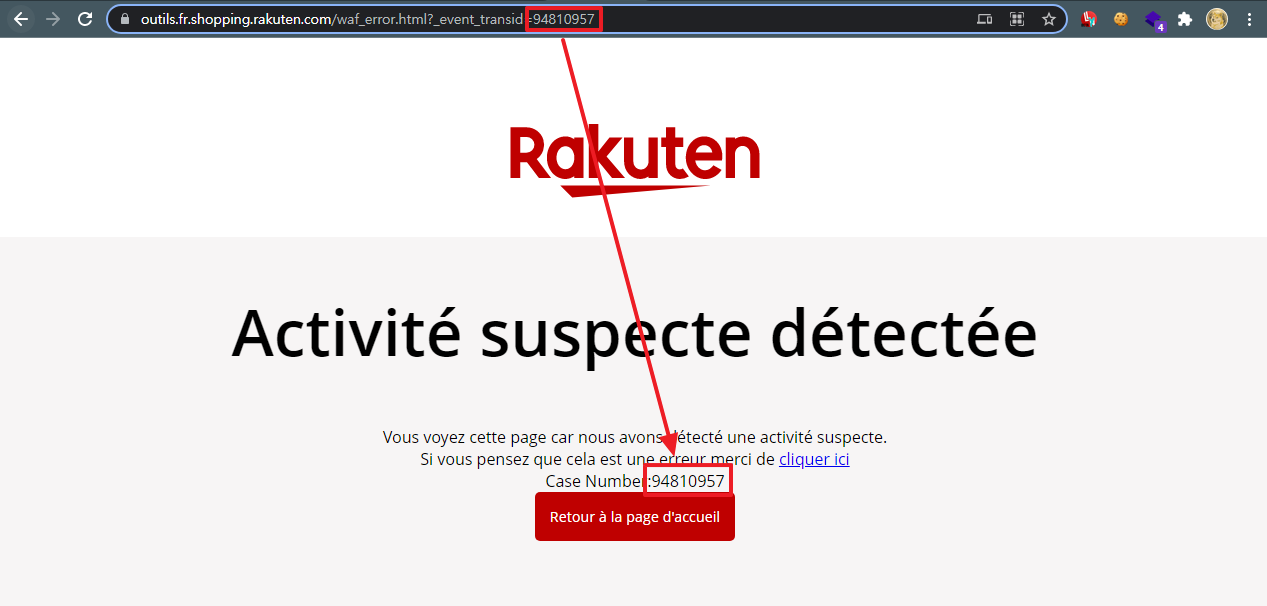 outils.fr.shopping.rakuten.com/waf_error.html?_event_transid=94810957
4
Rakuten
Activité suspecte détectée
Vous voyez cette page car nous avons détecté une activité suspecte.
Si vous pensez que cela est une erreur merci de cliquer ici
Case Number:94810957
Retour à la page d'accueil